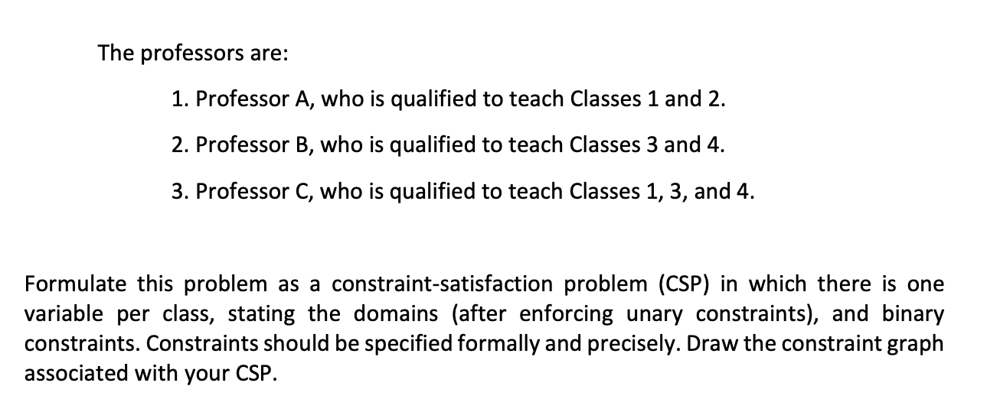 The professors are:
1. Professor A, who is qualified to teach Classes 1 and 2.
2. Professor B, who is qualified to teach Classes 3 and 4.
3. Professor C, who is qualified to teach Classes 1, 3, and 4.
Formulate this problem as a constraint-satisfaction problem (CSP) in which there is one
variable per class, stating the domains (after enforcing unary constraints), and binary
constraints. Constraints should be specified formally and precisely. Draw the constraint graph
associated with your CSP.